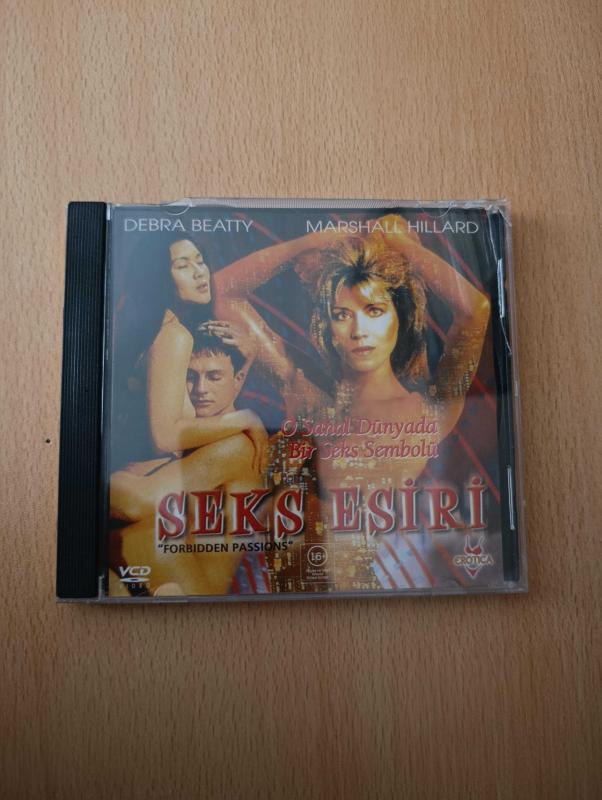 DEBRA BEATTY
MARSHALL HILLARD
O Sanal Dünyada
Bir Seks Sembolü
SEKS ESİRİ
"FORBIDDEN PASSIONS"
VCD
16+
EROTICA